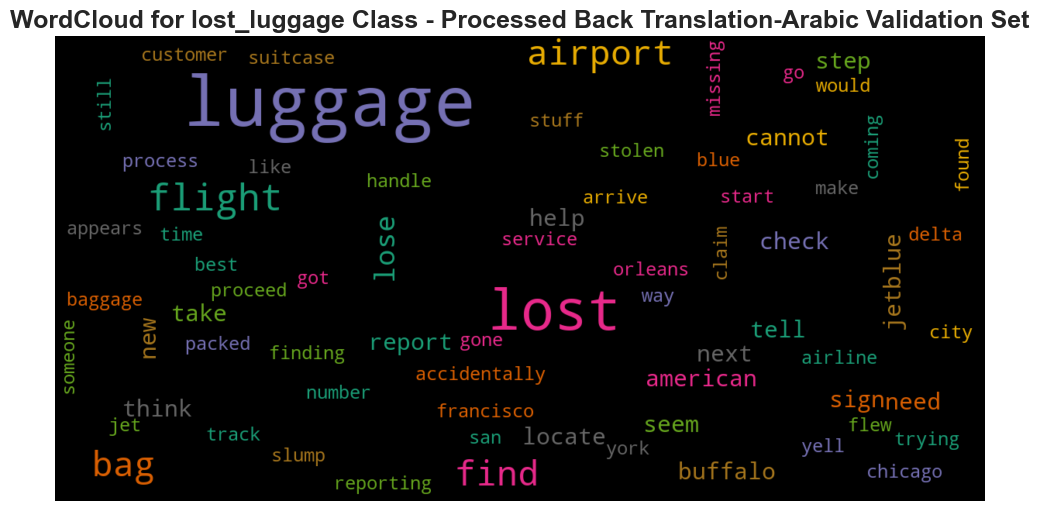 WordCloud for lost_luggage Class - Processed Back Translation-Arabic Validation Set
customer
suitcase
airport
missing
go
step
would
still
luggage
stuff
stolen
cannot
coming
found
process
like
blue
flight
handle
arrive
start
make
appears
time
lose
help
service
check
claim
delta
best
got
orleans
jetblue
baggage
proceed
way
lost
take
new
someone
packed
finding
report
gone
tell
city
next
airline
accidentally
american
number
think
francisco
sign
need
jet
track
san
locate
seem
flew
york
yell
trying
bag
slump
find
buffalo
chicago
reporting